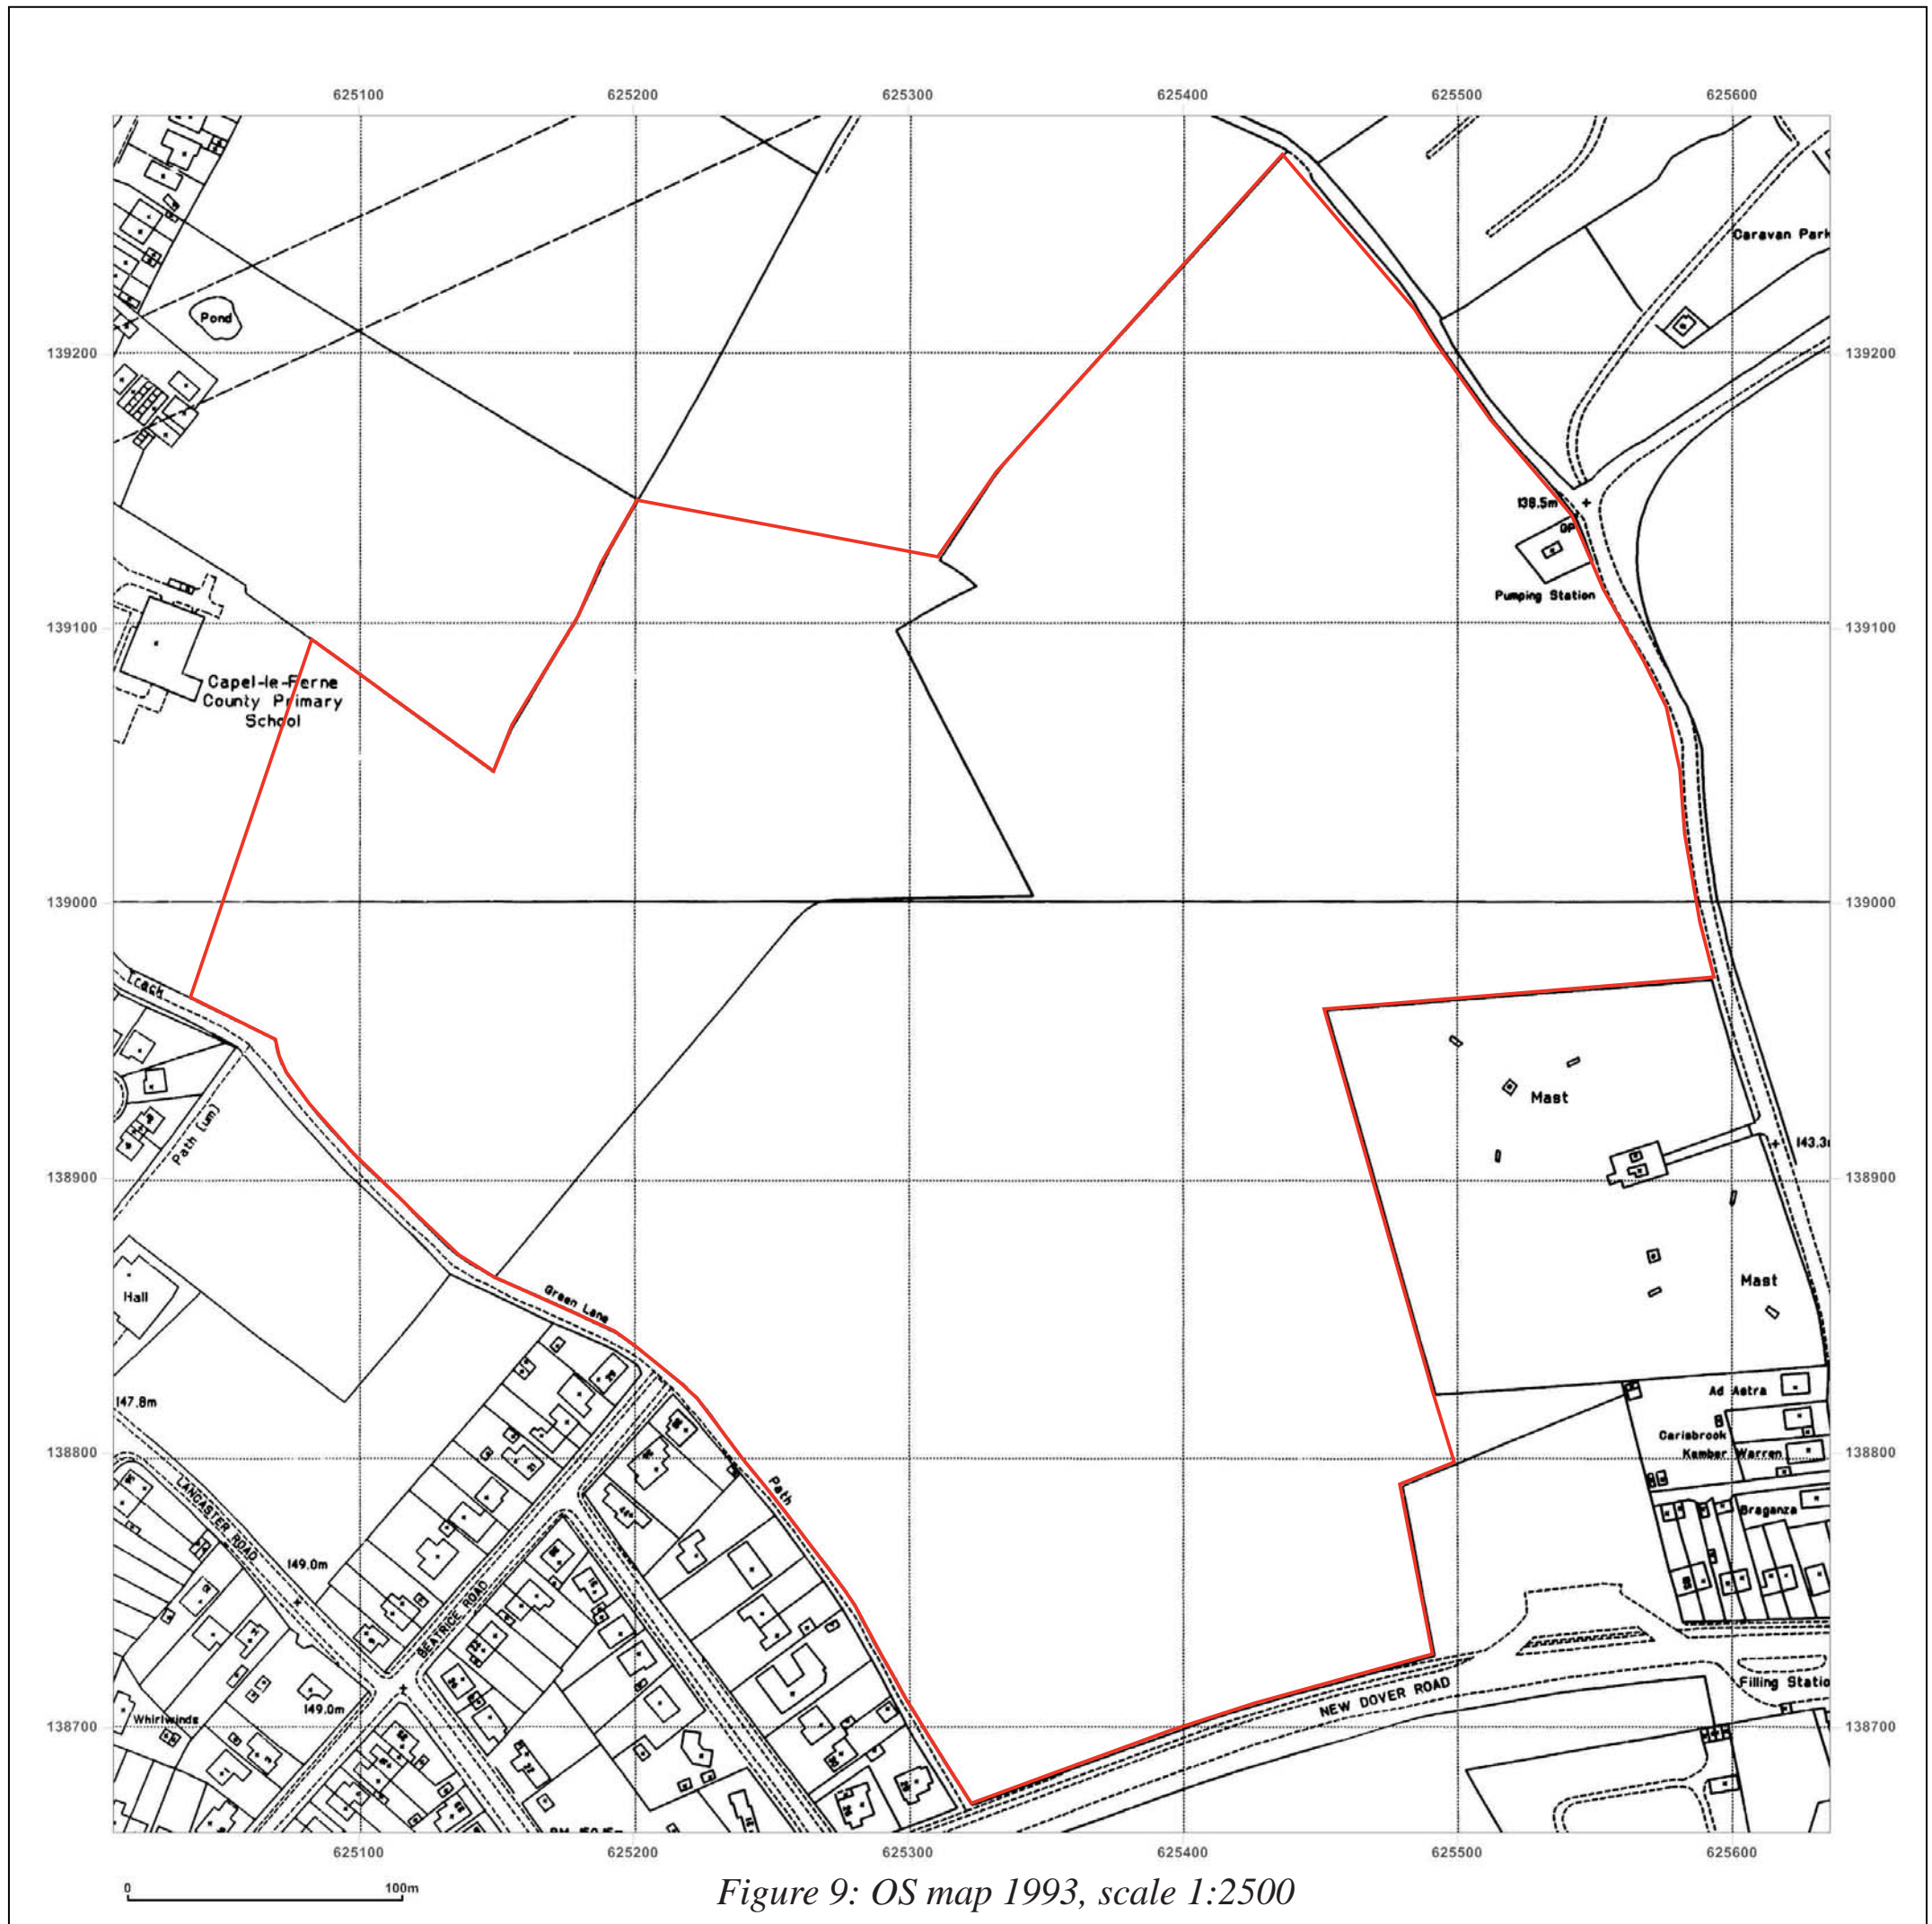 625100 625200 625300 625400 625500 625600
Caravan Park
Pond
139200 139200
138.5m
GP
Pumping Station
139100 139100
Capel-le-Ferne
County Primary
School
139000 139000
Track
Mast
Path (um)
143.3
138900 138900
Hall
Green Lane
Mast
147.8m
Ad Astra
Carisbrook
Kember Warren
138800 138800
Path
LANCASTER ROAD
Braganza
149.0m
BEATRICE ROAD
NEW DOVER ROAD
Filling Statio
149.0m
Whirlwinds
138700 138700
625100 625200 625300 625400 625500 625600
0 100m
Figure 9: OS map 1993, scale 1:2500